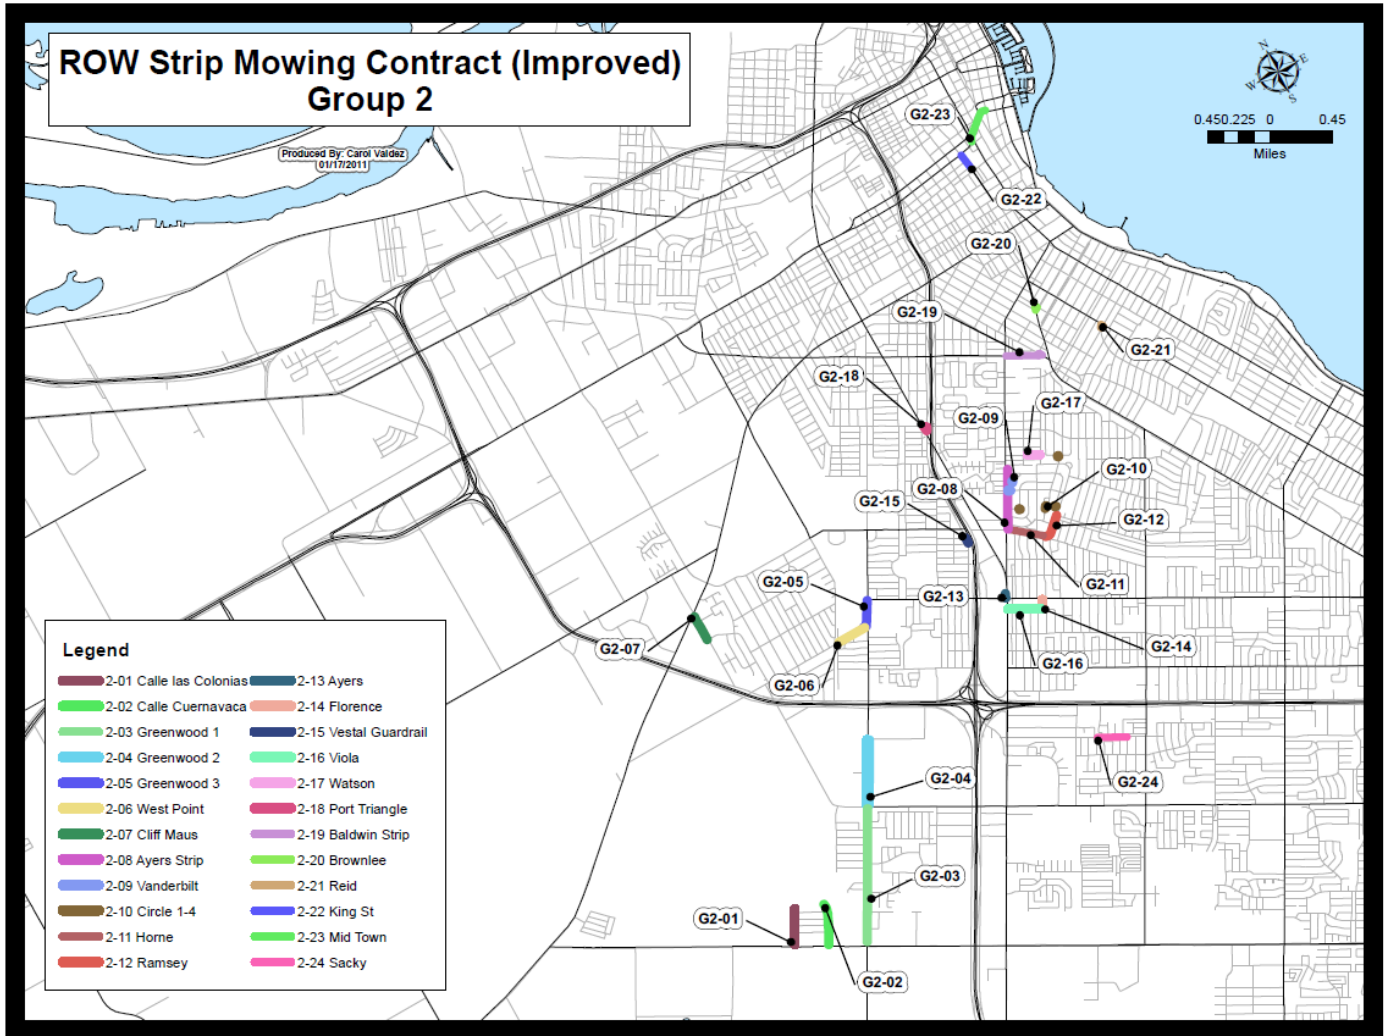 ROW Strip Mowing Contract (Improved)
Group 2
Produced By: Carol Valdez
01/17/2011
N
E
W
S
0.45 0.225 0 0.45
Miles
G2-23
G2-22
G2-20
G2-19
G2-21
G2-18
G2-17
G2-09
G2-10
G2-08
G2-15
G2-12
G2-11
G2-05
G2-13
G2-14
G2-07
G2-16
G2-06
G2-04
G2-24
G2-03
G2-01
G2-02
Legend
2-01 Calle las Colonias
2-02 Calle Cuernavaca
2-03 Greenwood 1
2-04 Greenwood 2
2-05 Greenwood 3
2-06 West Point
2-07 Cliff Maus
2-08 Ayers Strip
2-09 Vanderbilt
2-10 Circle 1-4
2-11 Horne
2-12 Ramsey
2-13 Ayers
2-14 Florence
2-15 Vestal Guardrail
2-16 Viola
2-17 Watson
2-18 Port Triangle
2-19 Baldwin Strip
2-20 Brownlee
2-21 Reid
2-22 King St
2-23 Mid Town
2-24 Sacky